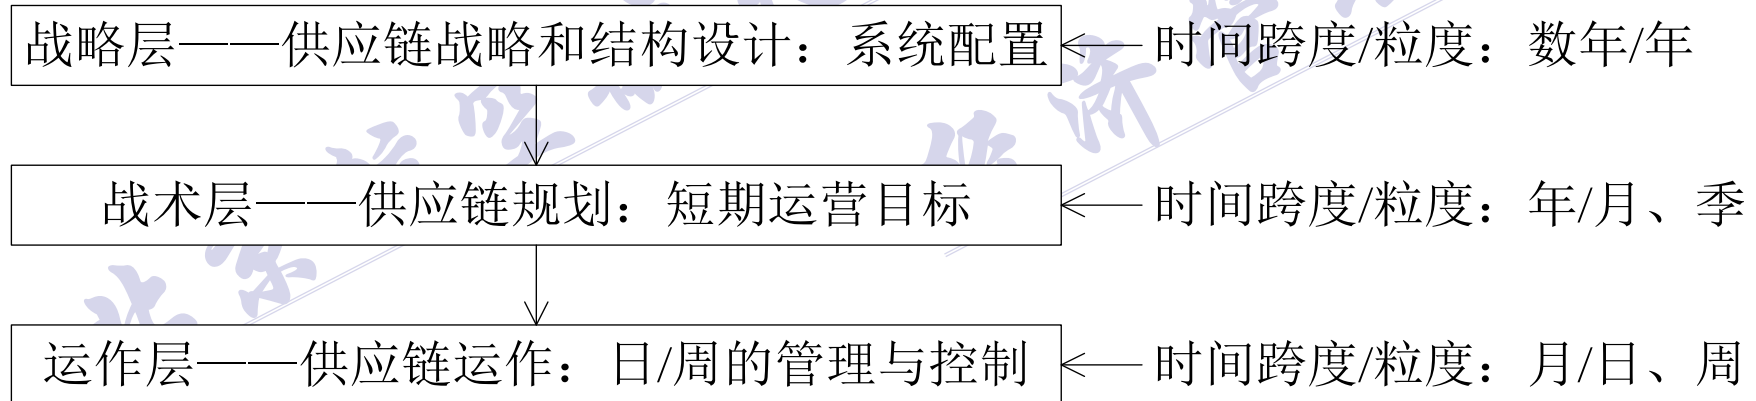 战略层——供应链战略和结构设计：系统配置 时间跨度/粒度：数年/年
战术层——供应链规划：短期运营目标 时间跨度/粒度：年/月、季
运作层——供应链运作：日/周的管理与控制 时间跨度/粒度：月/日、周